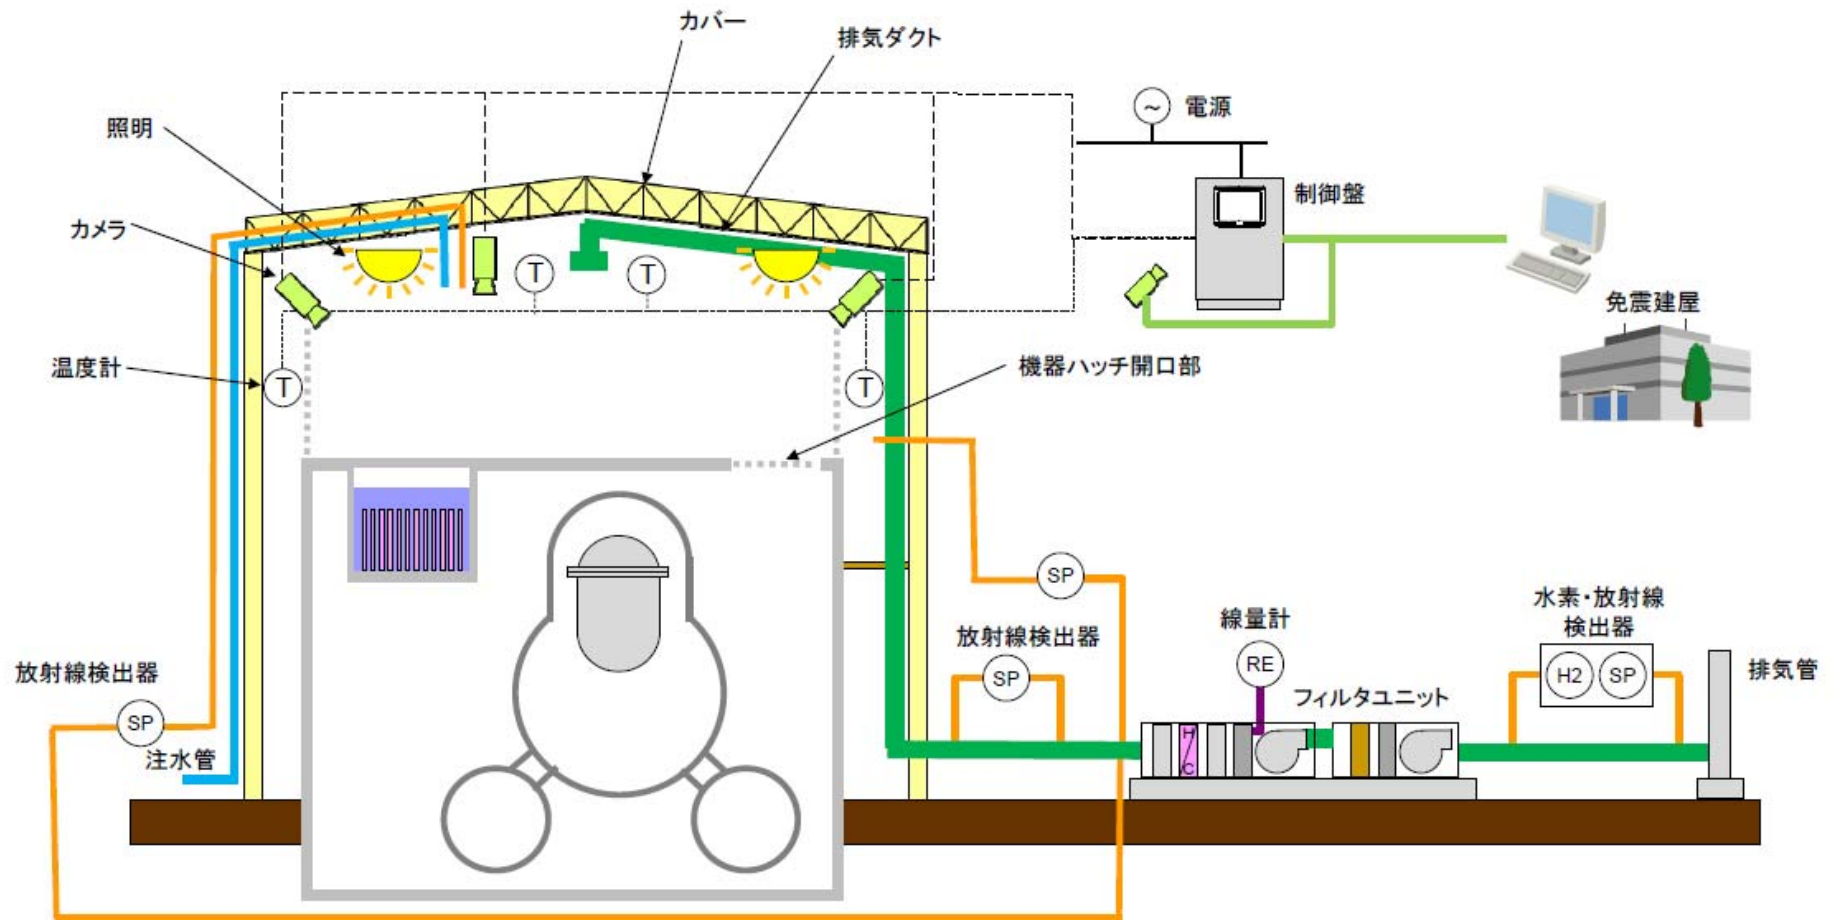 カバー
排気ダクト
照明
～
電源
制御盤
カメラ
T
T
免震建屋
温度計
T
T
機器ハッチ開口部
SP
水素・放射線
検出器
放射線検出器
線量計
放射線検出器
SP
RE
H2
SP
排気管
フィルタユニット
SP
注水管
H/C